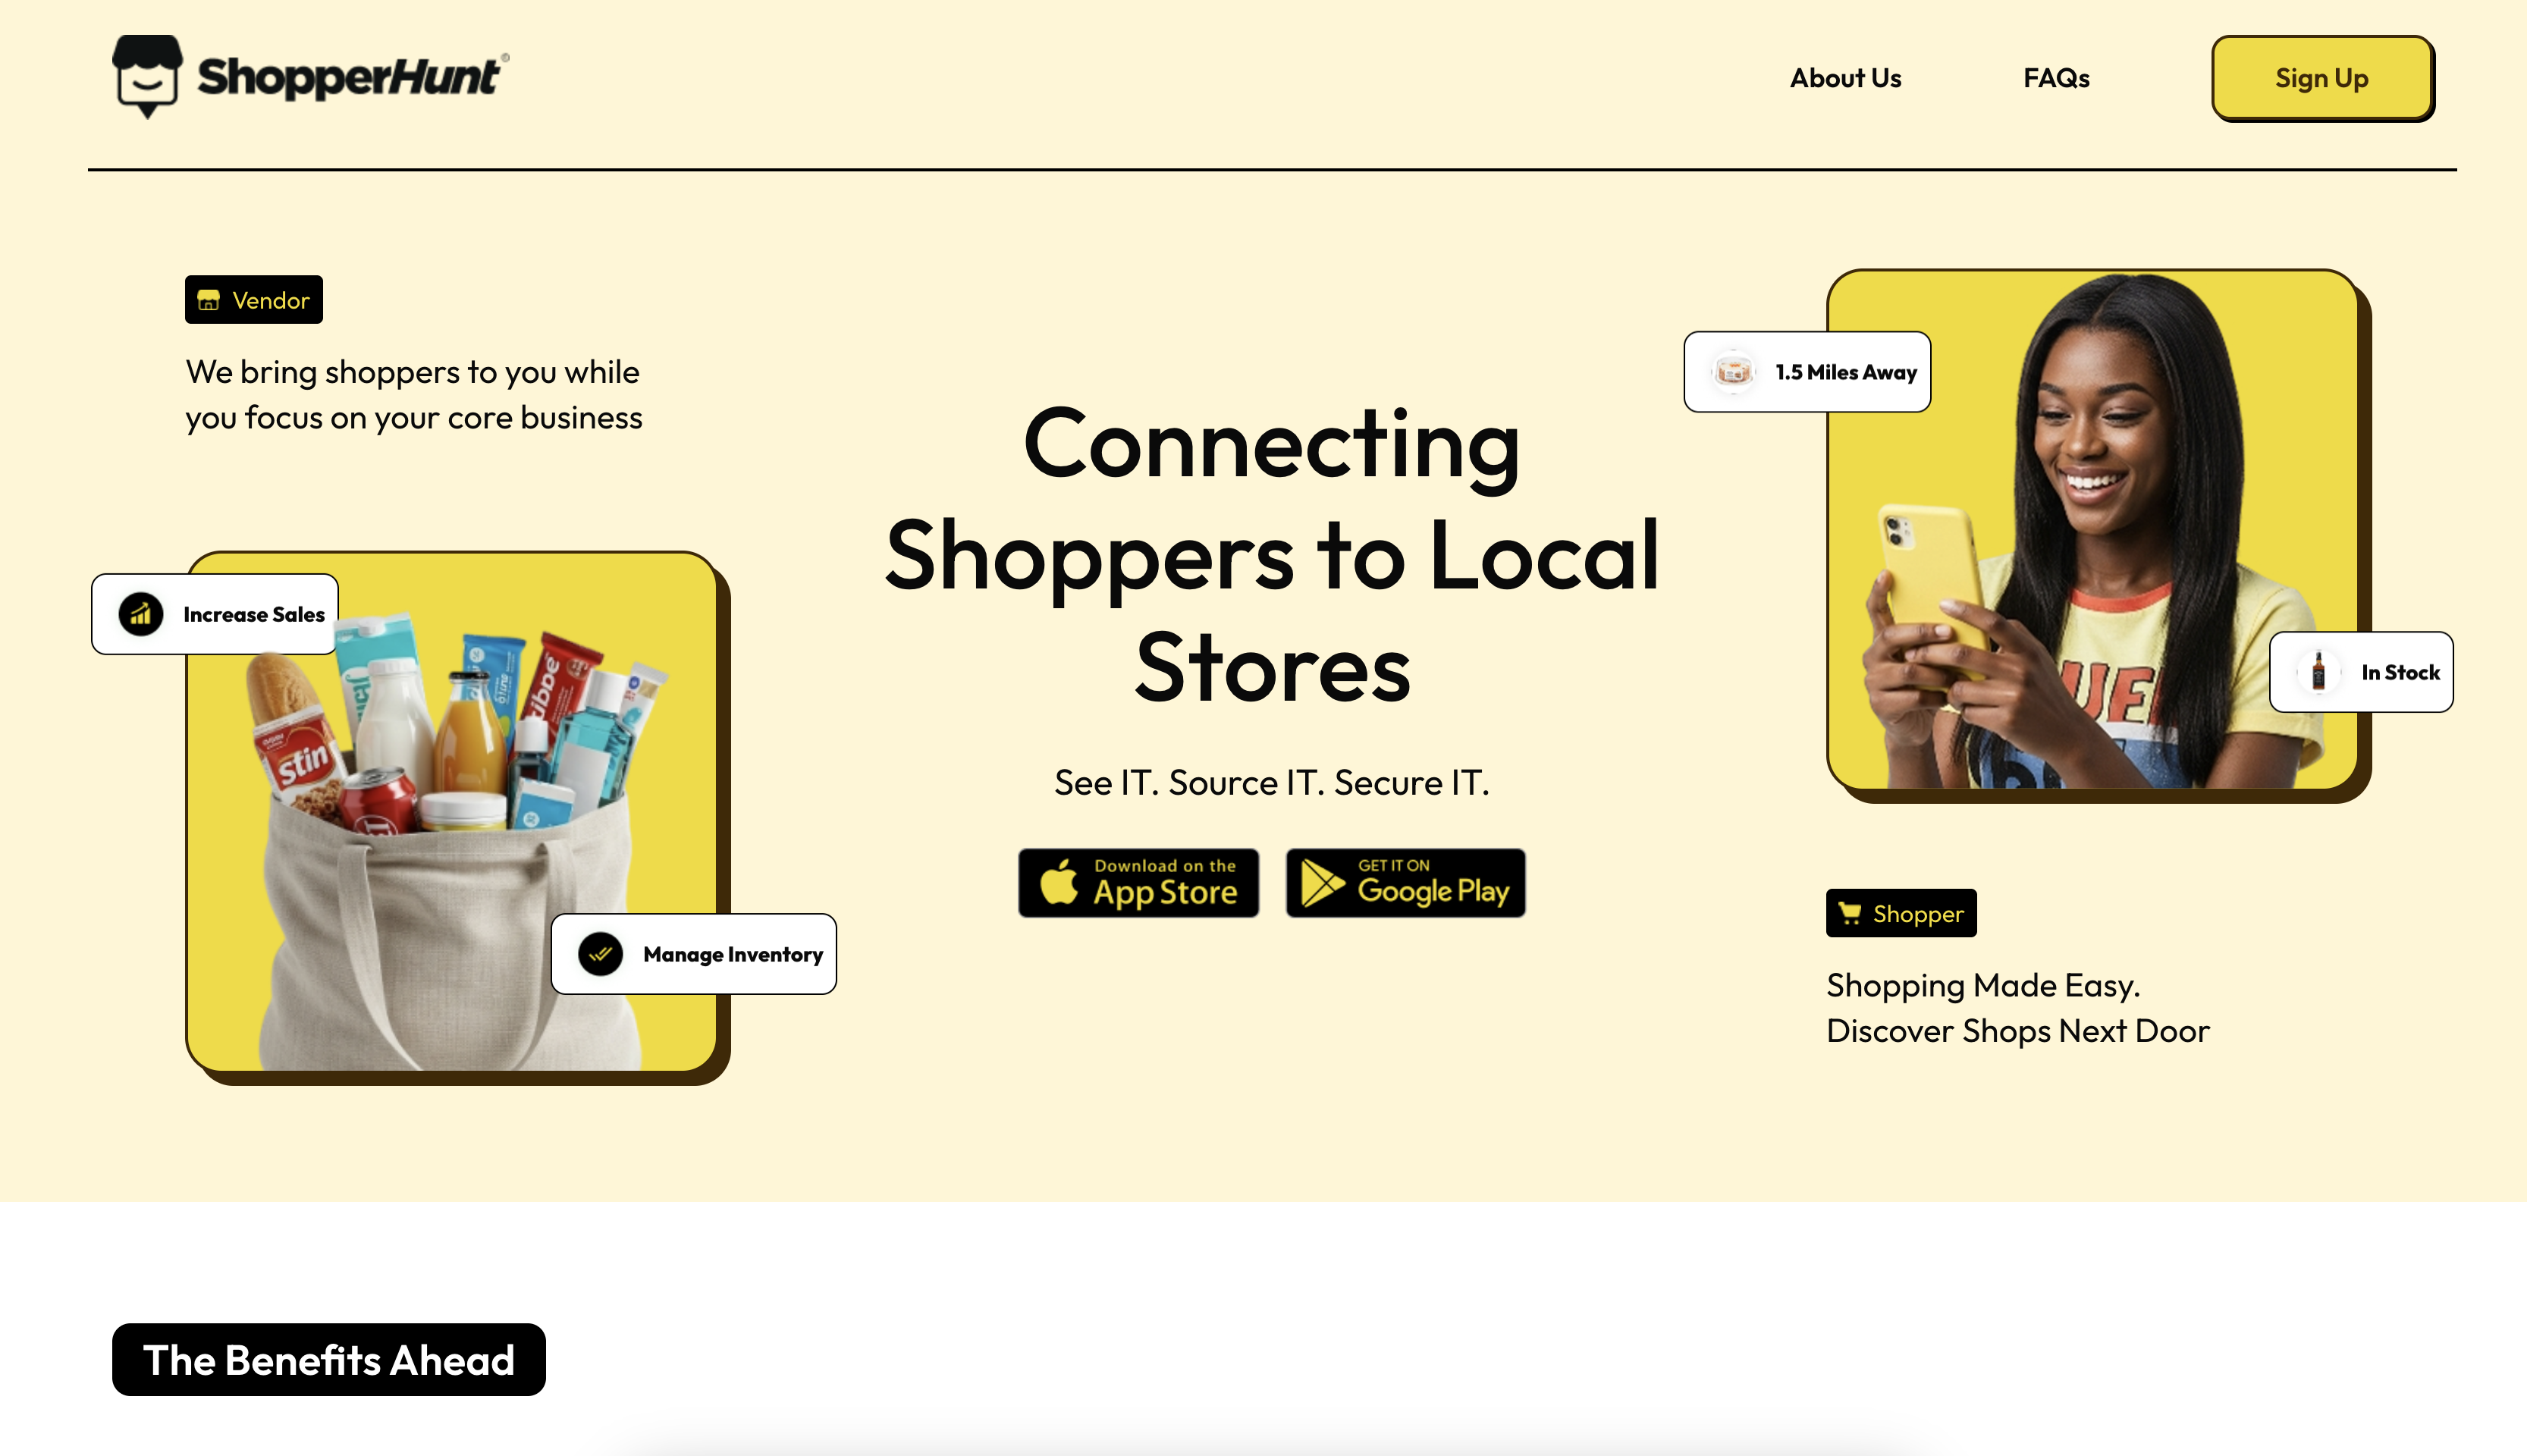 ShopperHunt
About Us
FAQs
Sign Up
Vendor
We bring shoppers to you while
you focus on your core business
Increase Sales
stin
Manage Inventory
Connecting
Shoppers to Local
Stores
See IT. Source IT. Secure IT.
Download on the
App Store
GET IT ON
Google Play
1.5 Miles Away
In Stock
Shopper
Shopping Made Easy.
Discover Shops Next Door
The Benefits Ahead